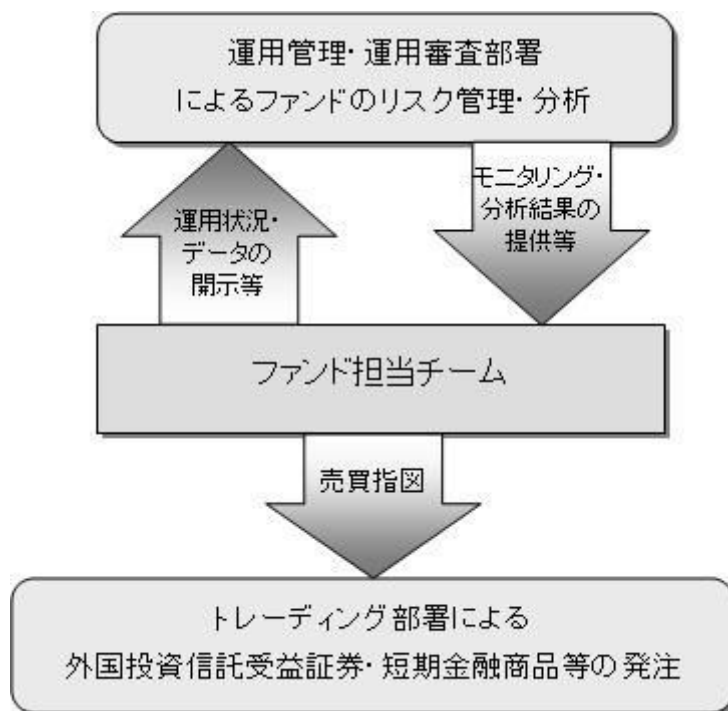 運用管理・運用審査部署
によるファンドのリスク管理・分析
運用状況・
データの
開示等
モニタリング・
分析結果の
提供等
ファンド担当チーム
売買指図
トレーディング部署による
外国投資信託受益証券・短期金融商品等の発注